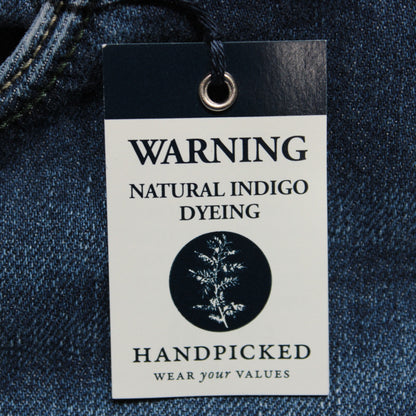 WARNING
NATURAL INDIGO
DYEING
HANDPICKED
WEAR your VALUES